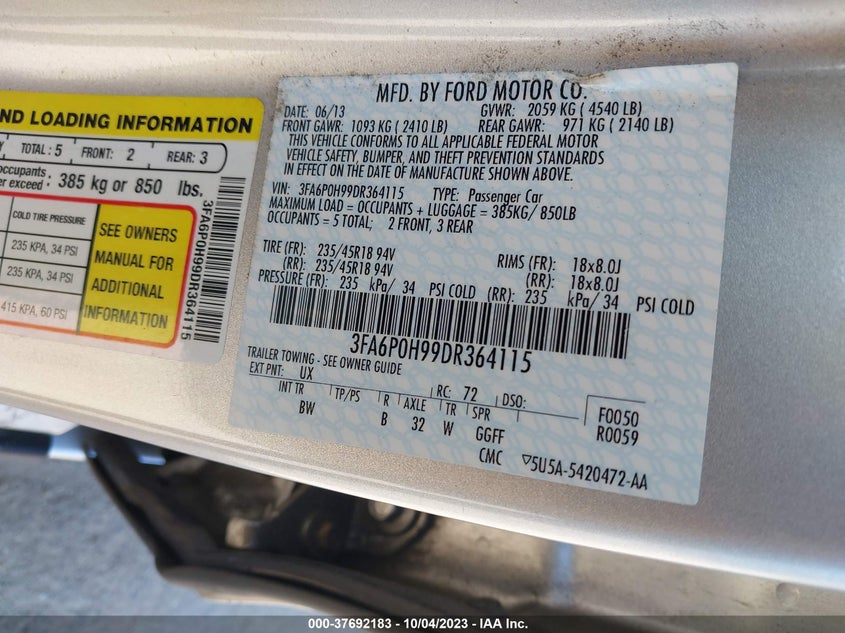 ND LOADING INFORMATION
TOTAL : 5 FRONT: 2 REAR: 3
occupants
er exceed : 385 kg or 850 lbs.
COLD TIRE PRESSURE
235 KPA, 34 PSI
235 KPA, 34 PSI
415 KPA, 60 PSI
SEE OWNERS
MANUAL FOR
ADDITIONAL
INFORMATION
3FA6P0H99DR364115
MFD. BY FORD MOTOR CO.
DATE: 06/13 GVWR: 2059 KG ( 4540 LB)
FRONT GAWR: 1093 KG ( 2410 LB) REAR GAWR: 971 KG ( 2140 LB)
THIS VEHICLE CONFORMS TO ALL APPLICABLE FEDERAL MOTOR
VEHICLE SAFETY, BUMPER, AND THEFT PREVENTION STANDARDS
IN EFFECT ON THE DATE OF MANUFACTURE SHOWN ABOVE.
VIN: 3FA6P0H99DR364115 TYPE: Passenger Car
MAXIMUM LOAD = OCCUPANTS + LUGGAGE = 385KG/ 850LB
OCCUPANTS = 5 TOTAL; 2 FRONT, 3 REAR
TIRE (FR): 235/45R18 94V RIMS (FR): 18x8.0J
(RR): 235/45R18 94V (RR): 18x8.0J
PRESSURE (FR): 235 kPa/ 34 PSI COLD (RR): 235 kPa/ 34 PSI COLD
3FA6P0H99DR364115
TRAILER TOWING - SEE OWNER GUIDE
EXT PNT: UX RC: 72 DSO:
INT TR TP/PS R AXLE TR SPR F0050
BW B 32 W GGFF R0059
CMC ▽5U5A-5420472-AA
000-37692183 - 10/04/2023 - IAA Inc.